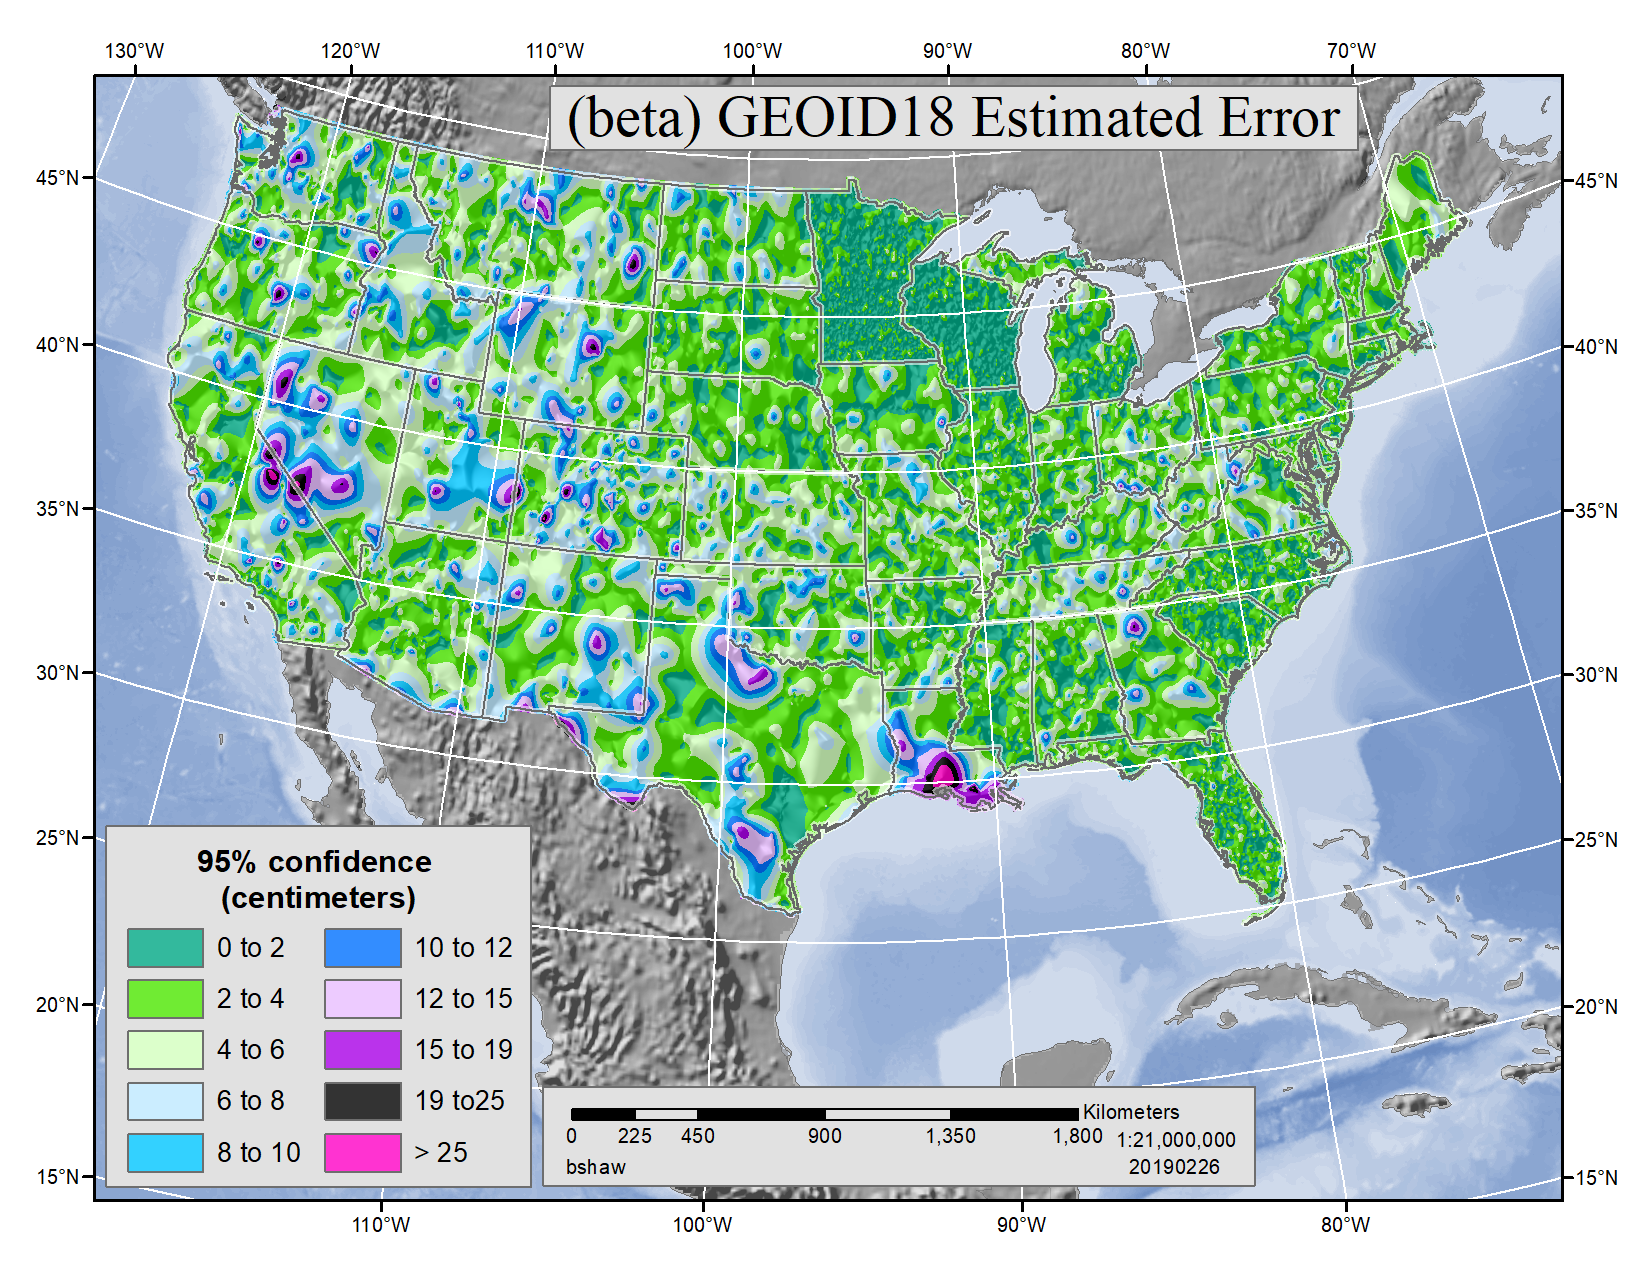 130°W 120°W 110°W 100°W 90°W 80°W 70°W
(beta) GEOID18 Estimated Error
45°N 45°N
40°N 40°N
35°N 35°N
30°N 30°N
25°N 25°N
20°N 20°N
15°N 15°N
95% confidence
(centimeters)
0 to 2 10 to 12
2 to 4 12 to 15
4 to 6 15 to 19
6 to 8 19 to25
8 to 10 > 25
Kilometers
0 225 450 900 1,350 1,800 1:21,000,000
bshaw 20190226
110°W 100°W 90°W 80°W